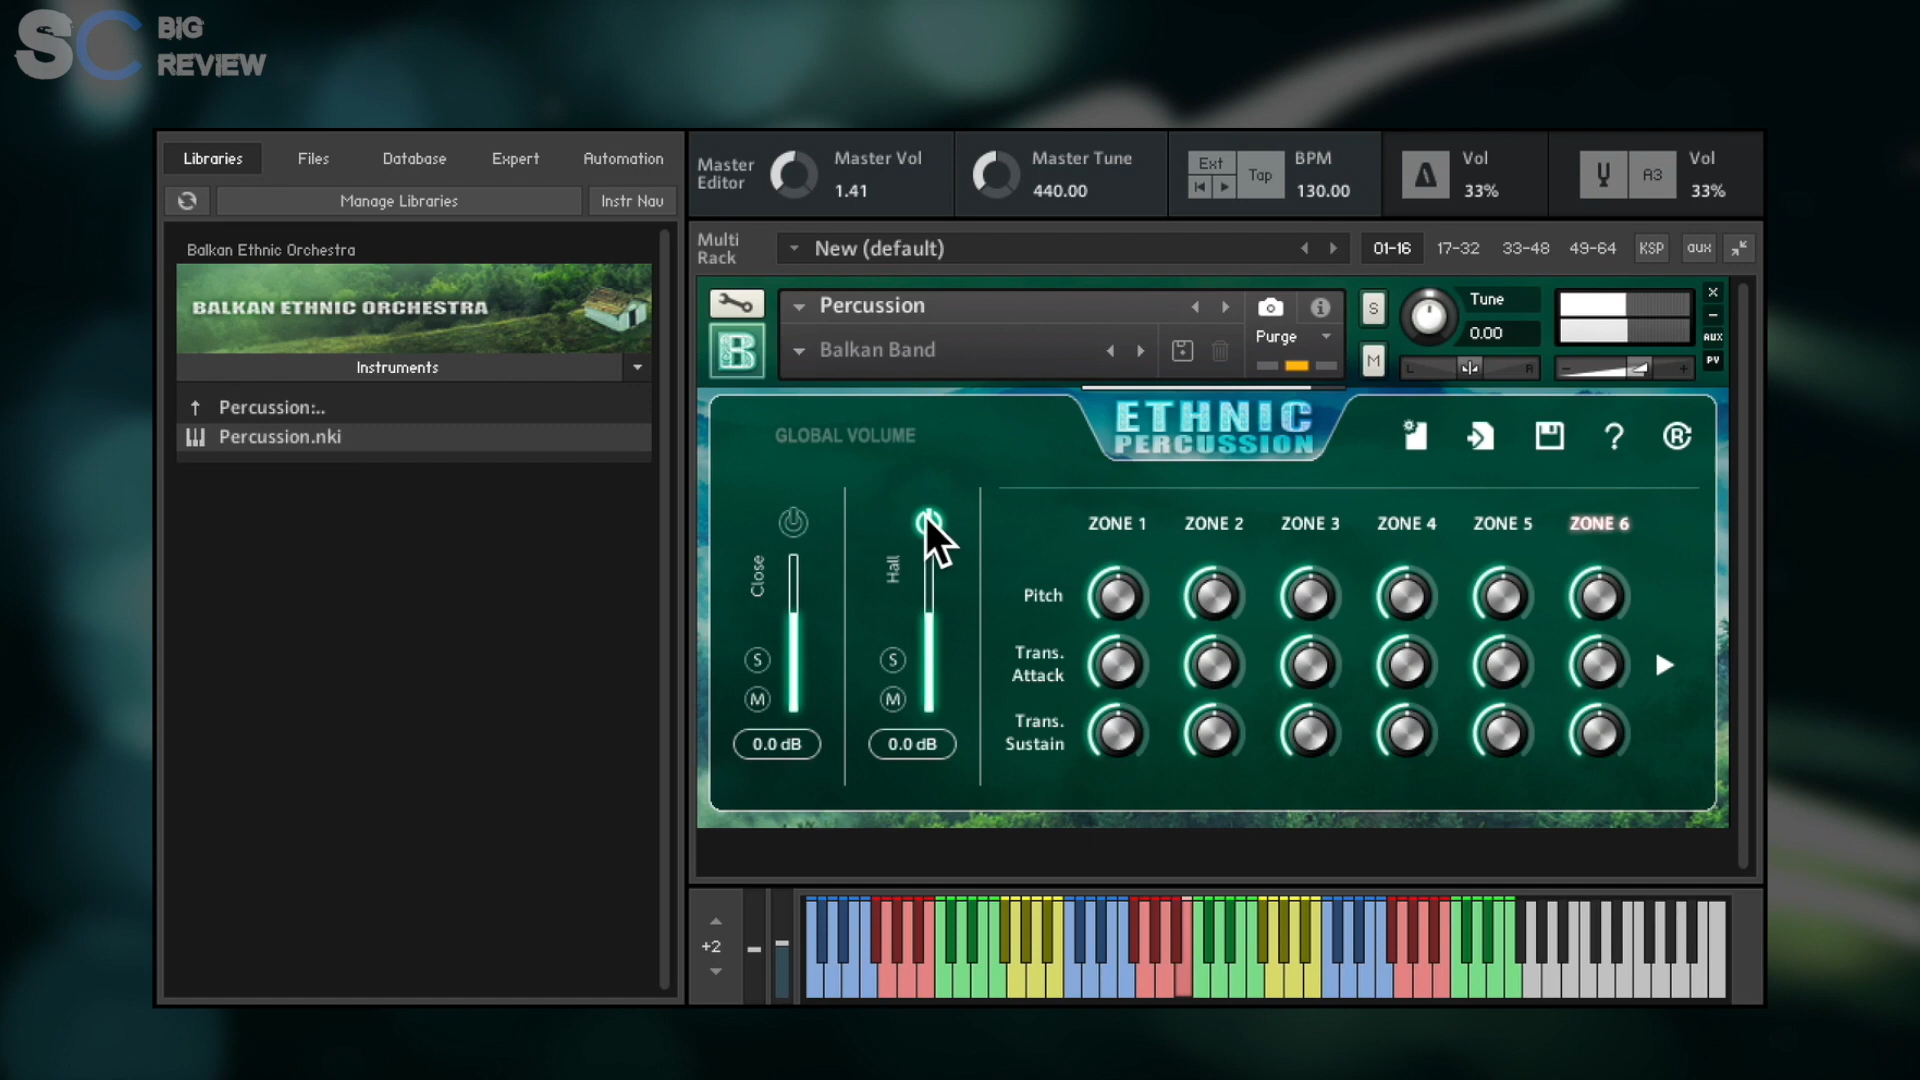 SC BIG
REVIEW
Libraries Files Database Expert Automation
Manage Libraries Instr Nav
Balkan Ethnic Orchestra
BALKAN ETHNIC ORCHESTRA
Instruments
Percussion:..
Percussion.nki
Master
Editor
Master Vol
1.41
Master Tune
440.00
Ext
Tap
BPM
130.00
Vol
33%
A3
Vol
33%
Multi
Rack
New (default)
01-16 17-32 33-48 49-64 KSP aux
B
Percussion
Balkan Band
Purge
S
M
Tune
0.00
L R
- +
X
AUX
PV
GLOBAL VOLUME
ETHNIC
PERCUSSION
? R
Close
S
M
0.0 dB
Hall
S
M
0.0 dB
ZONE 1 ZONE 2 ZONE 3 ZONE 4 ZONE 5 ZONE 6
Pitch
Trans.
Attack
Trans.
Sustain
+2